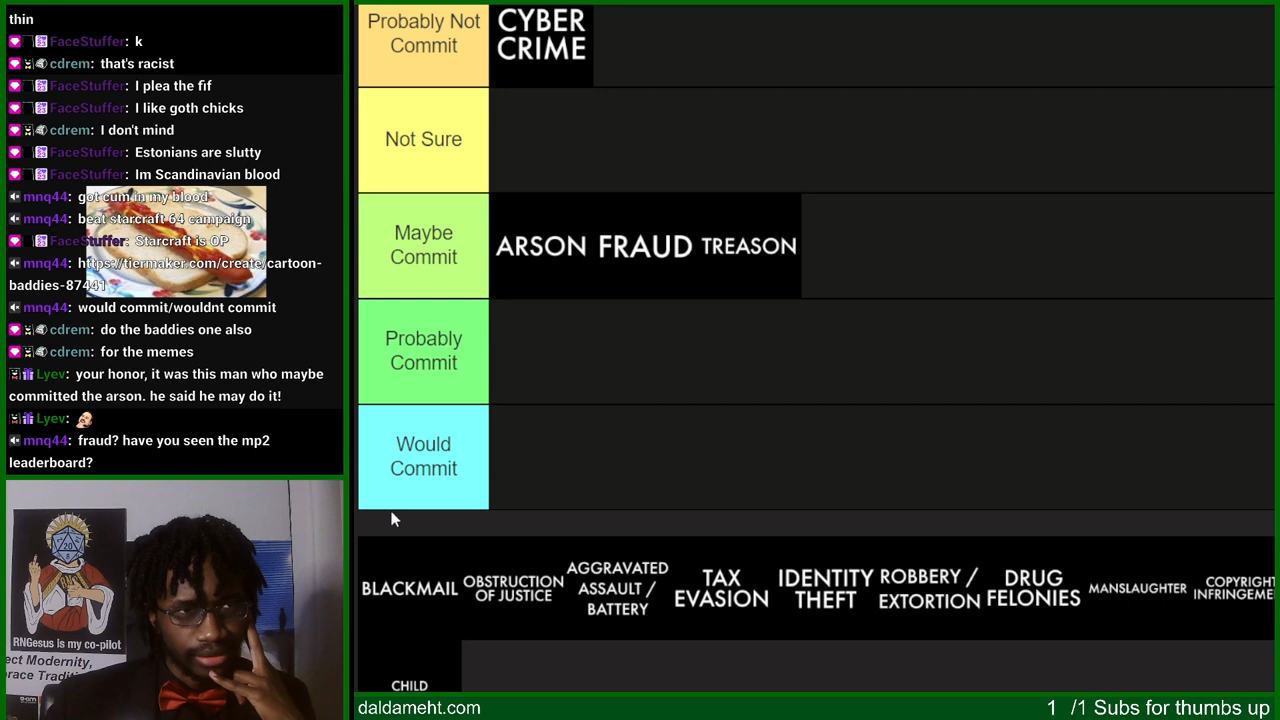 thin
FaceStuffer: k
cdrem: that's racist
FaceStuffer: I plea the fif
FaceStuffer: I like goth chicks
cdrem: I don't mind
FaceStuffer: Estonians are slutty
FaceStuffer: Im Scandinavian blood
mnq44: got cum in my blood
mnq44: beat starcraft 64 campaign
FaceStuffer: Starcraft is OP
mnq44: https://tiermaker.com/create/cartoon-
baddies-87441
mnq44: would commit/wouldnt commit
cdrem: do the baddies one also
cdrem: for the memes
Lyev: your honor, it was this man who maybe
committed the arson. he said he may do it!
Lyev:
mnq44: fraud? have you seen the mp2
leaderboard?
20
RNGesus is my co-pilot
ect Modernity,
brace Traditi
Probably Not
Commit
CYBER
CRIME
Not Sure
Maybe
Commit
ARSON FRAUD TREASON
Probably
Commit
Would
Commit
BLACKMAIL
OBSTRUCTION
OF JUSTICE
AGGRAVATED
ASSAULT /
BATTERY
TAX
EVASION
IDENTITY
THEFT
ROBBERY /
EXTORTION
DRUG
FELONIES
MANSLAUGHTER
COPYRIGHT
INFRINGEME
CHILD
daldameht.com
1 /1 Subs for thumbs up